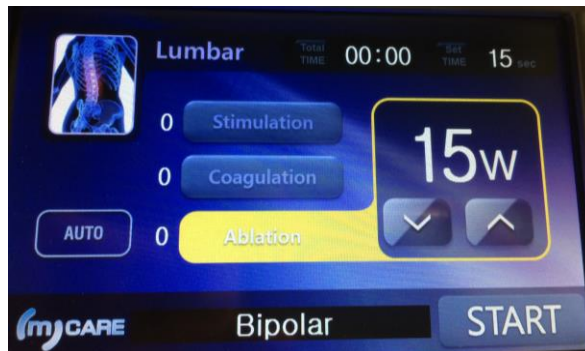 Lumbar Total TIME 00:00 Set TIME 15 sec
0 Stimulation
15W
0 Coagulation
AUTO 0 Ablation
mjCARE Bipolar START